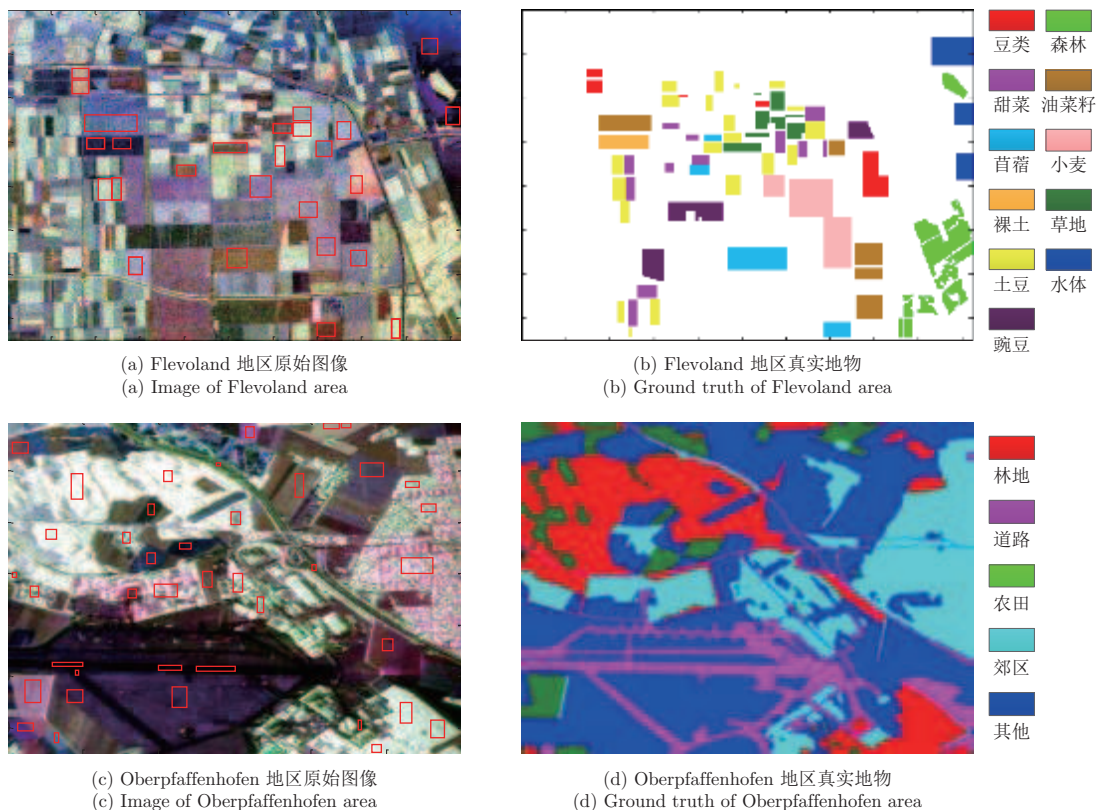 豆类 森林
甜菜 油菜籽
苜蓿 小麦
裸土 草地
土豆 水体
豌豆
(a) Flevoland 地区原始图像
(a) Image of Flevoland area
(b) Flevoland 地区真实地物
(b) Ground truth of Flevoland area
林地
道路
农田
郊区
其他
(c) Oberpfaffenhofen 地区原始图像
(c) Image of Oberpfaffenhofen area
(d) Oberpfaffenhofen 地区真实地物
(d) Ground truth of Oberpfaffenhofen area